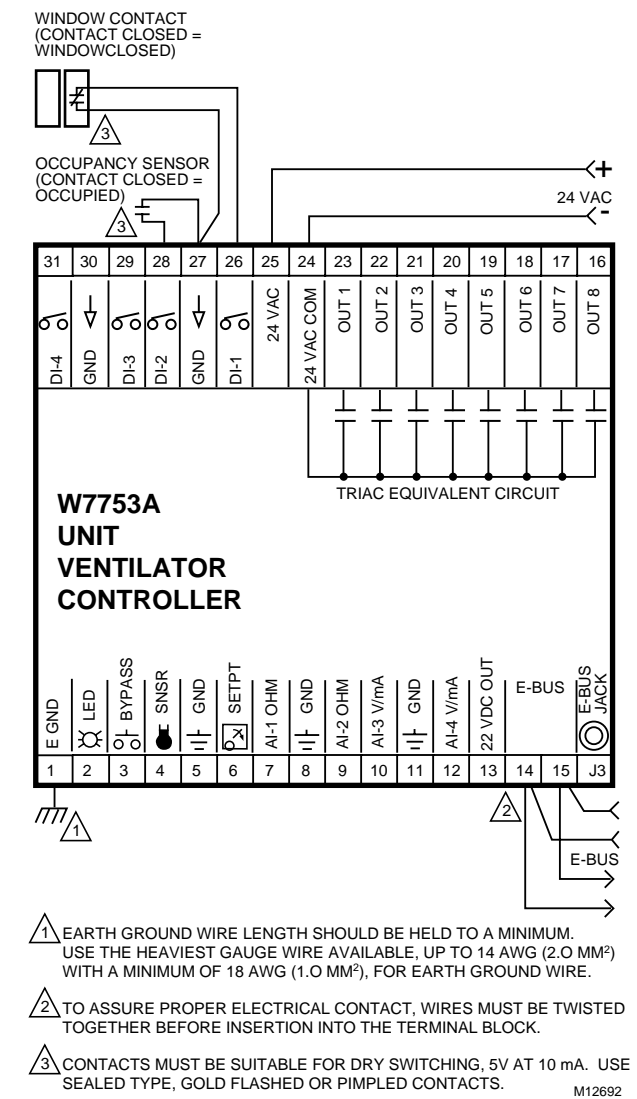 WINDOW CONTACT
(CONTACT CLOSED =
WINDOWCLOSED)
3
OCCUPANCY SENSOR
(CONTACT CLOSED =
OCCUPIED)
3
+
24 VAC
-
31 30 29 28 27 26 25 24 23 22 21 20 19 18 17 16
DI-4
GND
DI-3
DI-2
GND
DI-1
24 VAC
24 VAC COM
OUT 1
OUT 2
OUT 3
OUT 4
OUT 5
OUT 6
OUT 7
OUT 8
TRIAC EQUIVALENT CIRCUIT
W7753A
UNIT
VENTILATOR
CONTROLLER
E GND
LED
BYPASS
SNSR
GND
SETPT
AI-1 OHM
GND
AI-2 OHM
AI-3 V/mA
GND
AI-4 V/mA
22 VDC OUT
E-BUS
E-BUS
JACK
1 2 3 4 5 6 7 8 9 10 11 12 13 14 15 J3
1
2
E-BUS
1 EARTH GROUND WIRE LENGTH SHOULD BE HELD TO A MINIMUM.
USE THE HEAVIEST GAUGE WIRE AVAILABLE, UP TO 14 AWG (2.O MM²)
WITH A MINIMUM OF 18 AWG (1.O MM²), FOR EARTH GROUND WIRE.
2 TO ASSURE PROPER ELECTRICAL CONTACT, WIRES MUST BE TWISTED
TOGETHER BEFORE INSERTION INTO THE TERMINAL BLOCK.
3 CONTACTS MUST BE SUITABLE FOR DRY SWITCHING, 5V AT 10 mA. USE
SEALED TYPE, GOLD FLASHED OR PIMPLED CONTACTS.
M12692